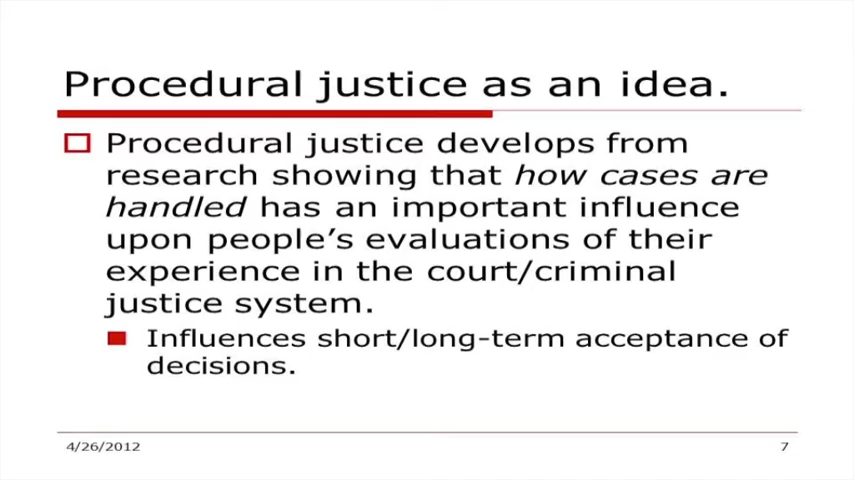 Procedural justice as an idea.
Procedural justice develops from
research showing that how cases are
handled has an important influence
upon people’s evaluations of their
experience in the court/criminal
justice system.
Influences short/long-term acceptance of
decisions.
4/26/2012
7